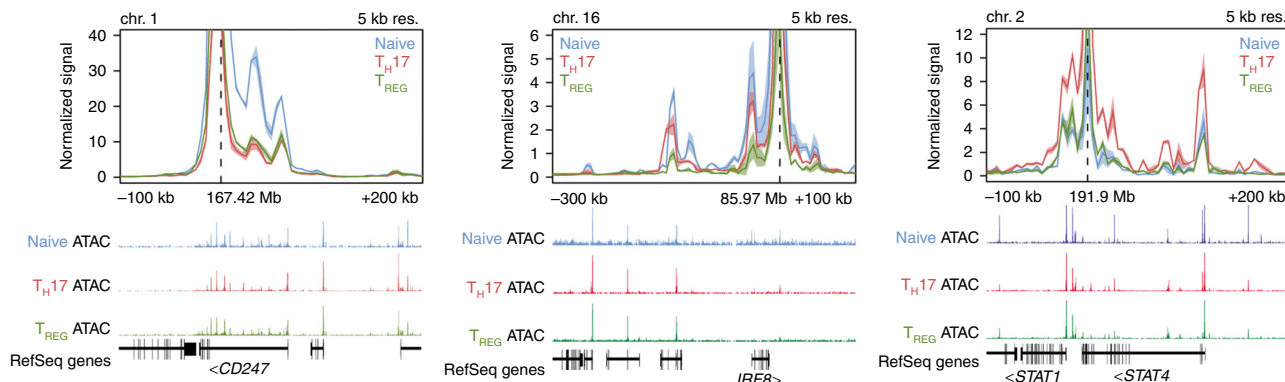 chr. 1 5 kb res.
Normalized signal
40
30
20
10
0
Naive
TH17
TREG
–100 kb 167.42 Mb +200 kb
Naive ATAC
TH17 ATAC
TREG ATAC
RefSeq genes
<CD247
chr. 16 5 kb res.
Normalized signal
6
4
2
0
Naive
TH17
TREG
–300 kb 85.97 Mb +100 kb
Naive ATAC
TH17 ATAC
TREG ATAC
RefSeq genes
IRF8>
chr. 2 5 kb res.
Normalized signal
12
10
8
6
4
2
0
Naive
TH17
TREG
–100 kb 191.9 Mb +200 kb
Naive ATAC
TH17 ATAC
TREG ATAC
RefSeq genes
<STAT1 <STAT4